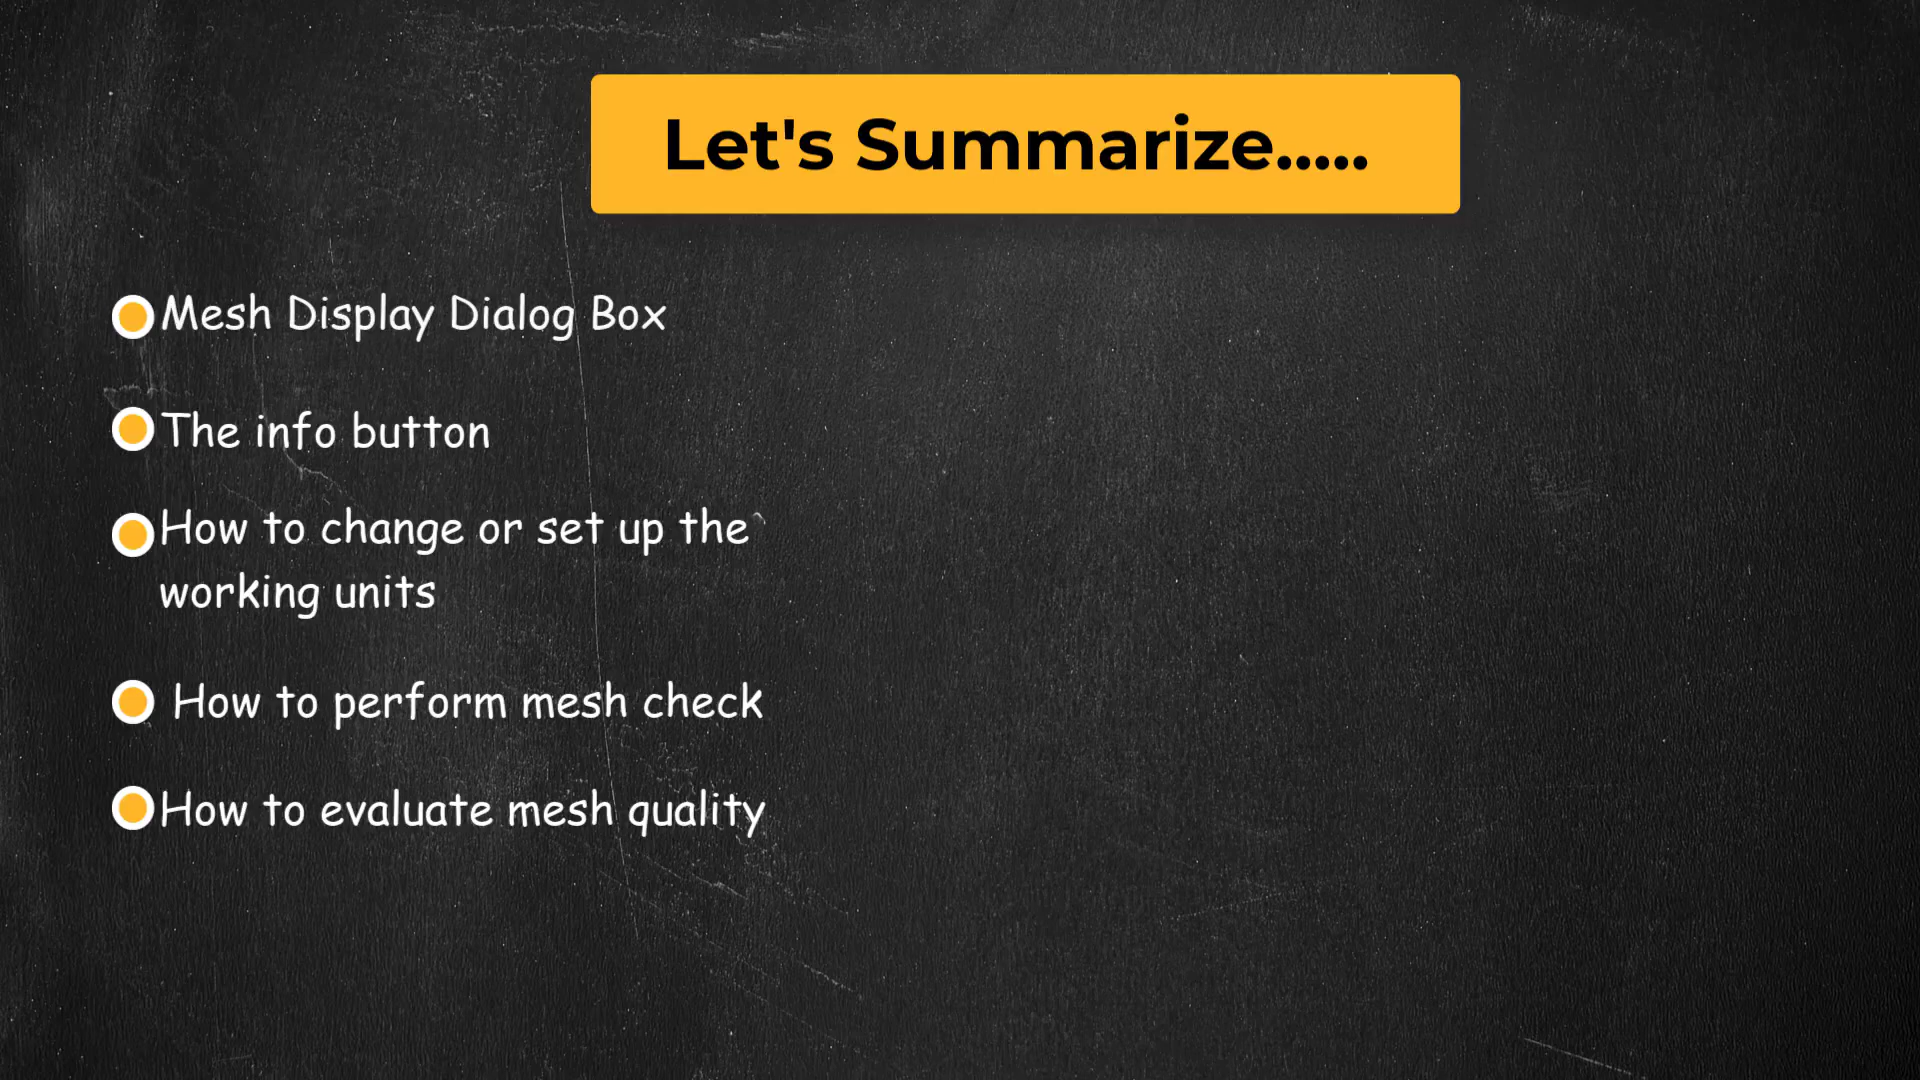 Let's Summarize.....
Mesh Display Dialog Box
The info button
How to change or set up the
working units
How to perform mesh check
How to evaluate mesh quality